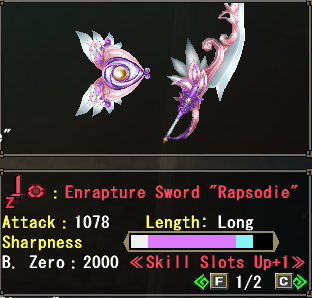 e"
Z : Enrapture Sword "Rapsodie"
Attack : 1078 Length: Long
Sharpness
B. Zero : 2000 ≪Skill Slots Up+1≫
F 1/2 C